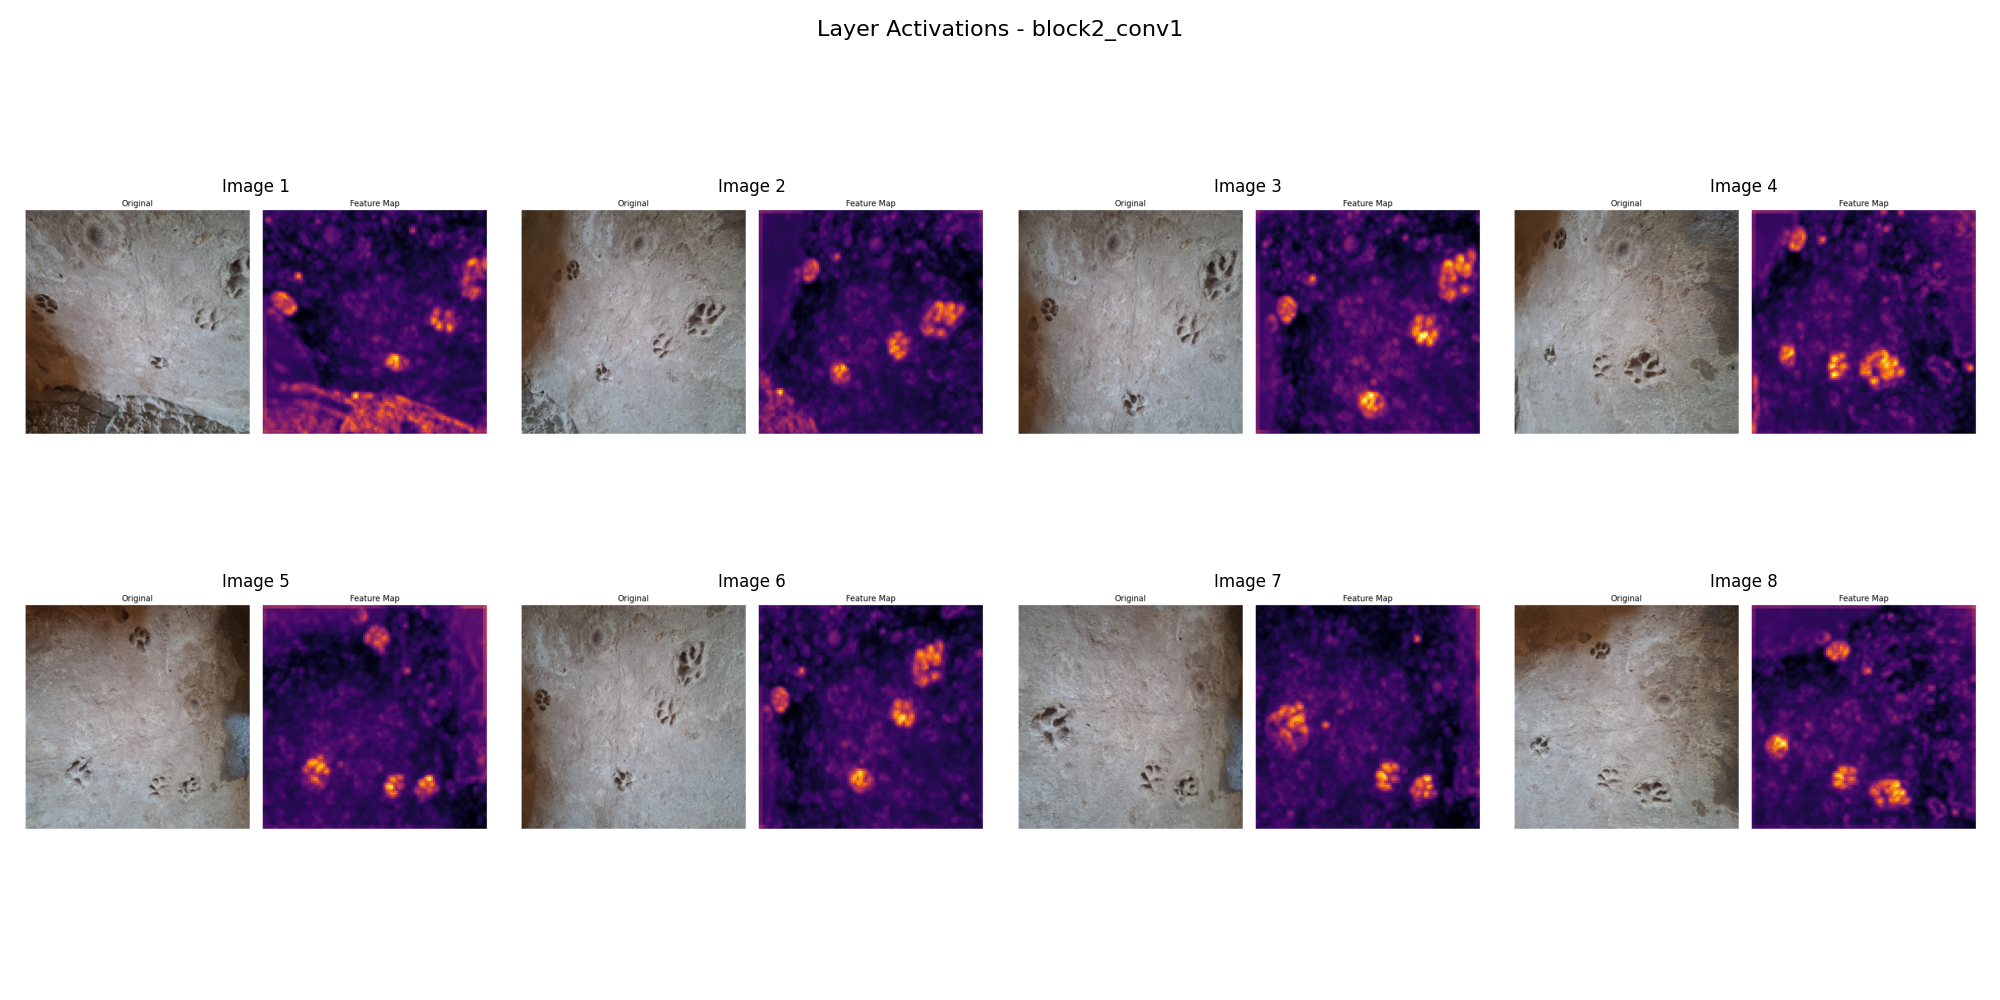 Layer Activations - block2_conv1
Image 1
Image 2
Image 3
Image 4
Original
Feature Map
Original
Feature Map
Original
Feature Map
Original
Feature Map
Image 5
Image 6
Image 7
Image 8
Original
Feature Map
Original
Feature Map
Original
Feature Map
Original
Feature Map